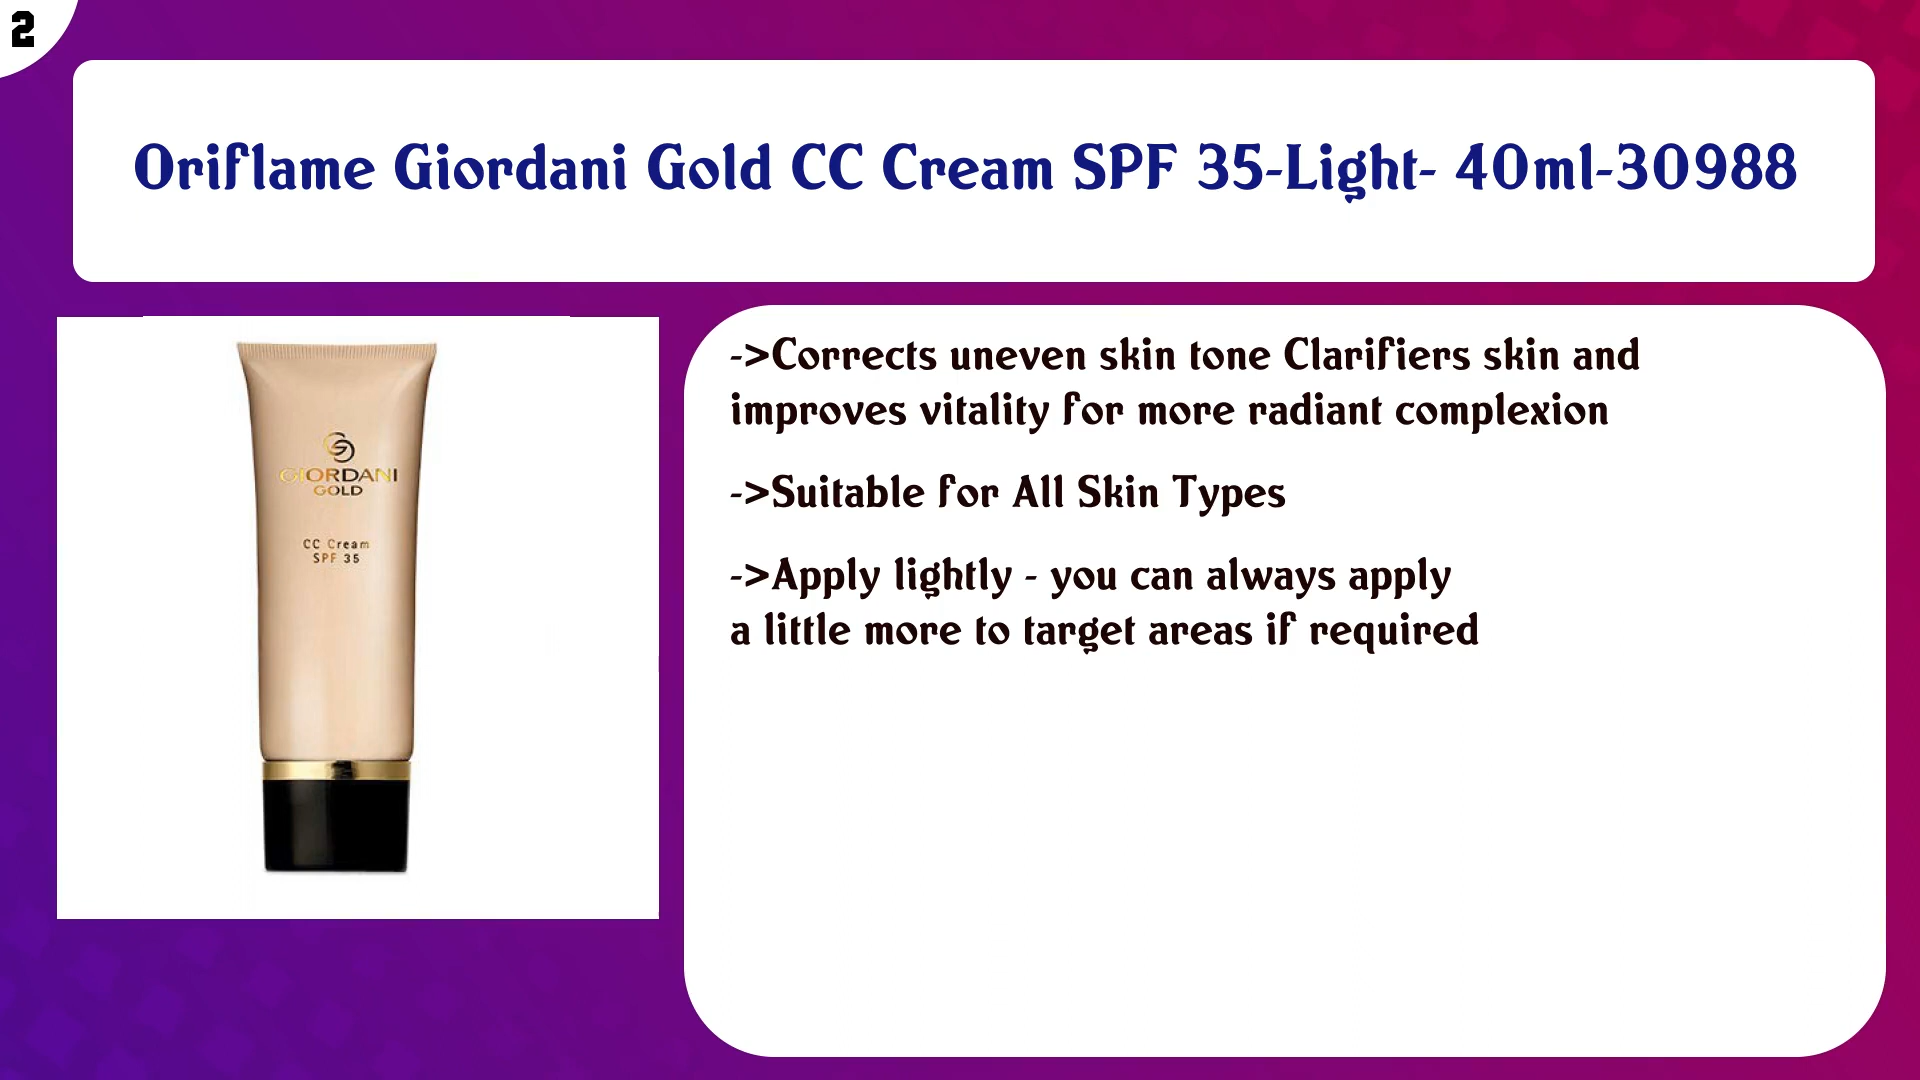 2
Oriflame Giordani Gold CC Cream SPF 35-Light- 40ml-30988
GIORDANI
GOLD
CC Cream
SPF 35
->Corrects uneven skin tone Clarifiers skin and
improves vitality for more radiant complexion
->Suitable for All Skin Types
->Apply lightly - you can always apply
a little more to target areas if required